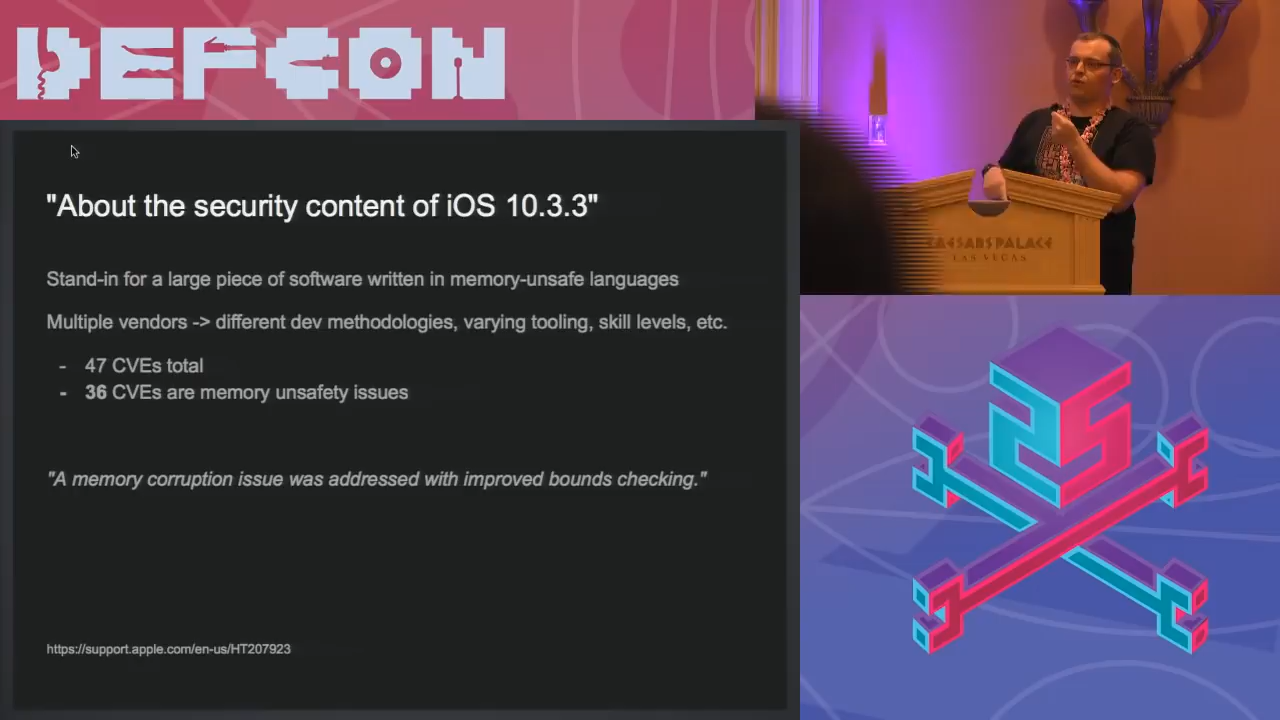 DEFCON
"About the security content of iOS 10.3.3"
Stand-in for a large piece of software written in memory-unsafe languages
Multiple vendors -> different dev methodologies, varying tooling, skill levels, etc.
- 47 CVEs total
- 36 CVEs are memory unsafety issues
"A memory corruption issue was addressed with improved bounds checking."
https://support.apple.com/en-us/HT207923
CAESARS PALACE
LAS VEGAS
25